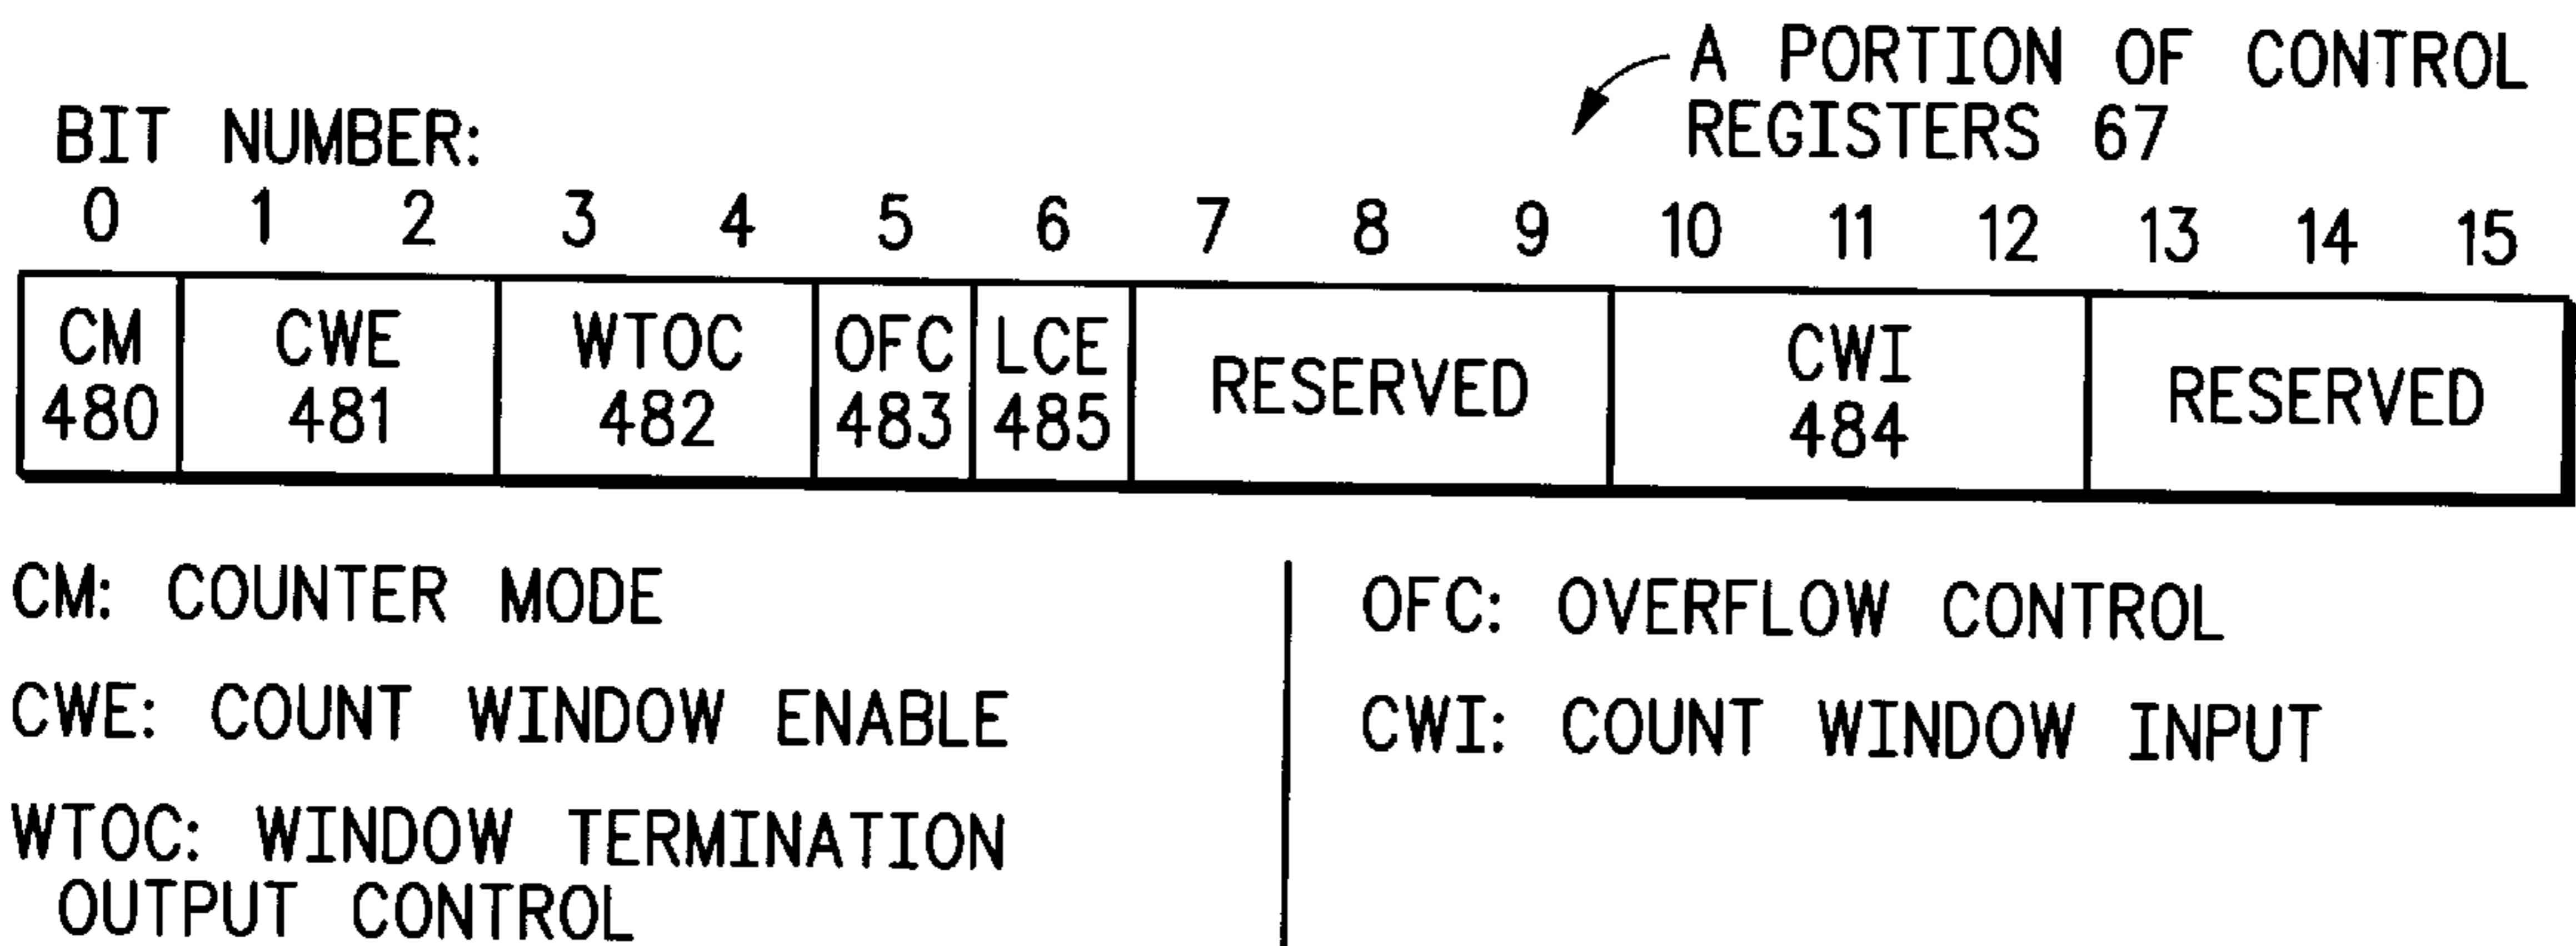 A PORTION OF CONTROL
REGISTERS 67
BIT NUMBER:
0 1 2 3 4 5 6 7 8 9 10 11 12 13 14 15
CM CWE WTOC OFC LCE RESERVED CWI RESERVED
480 481 482 483 485 484
CM: COUNTER MODE
CWE: COUNT WINDOW ENABLE
WTOC: WINDOW TERMINATION
OUTPUT CONTROL
OFC: OVERFLOW CONTROL
CWI: COUNT WINDOW INPUT